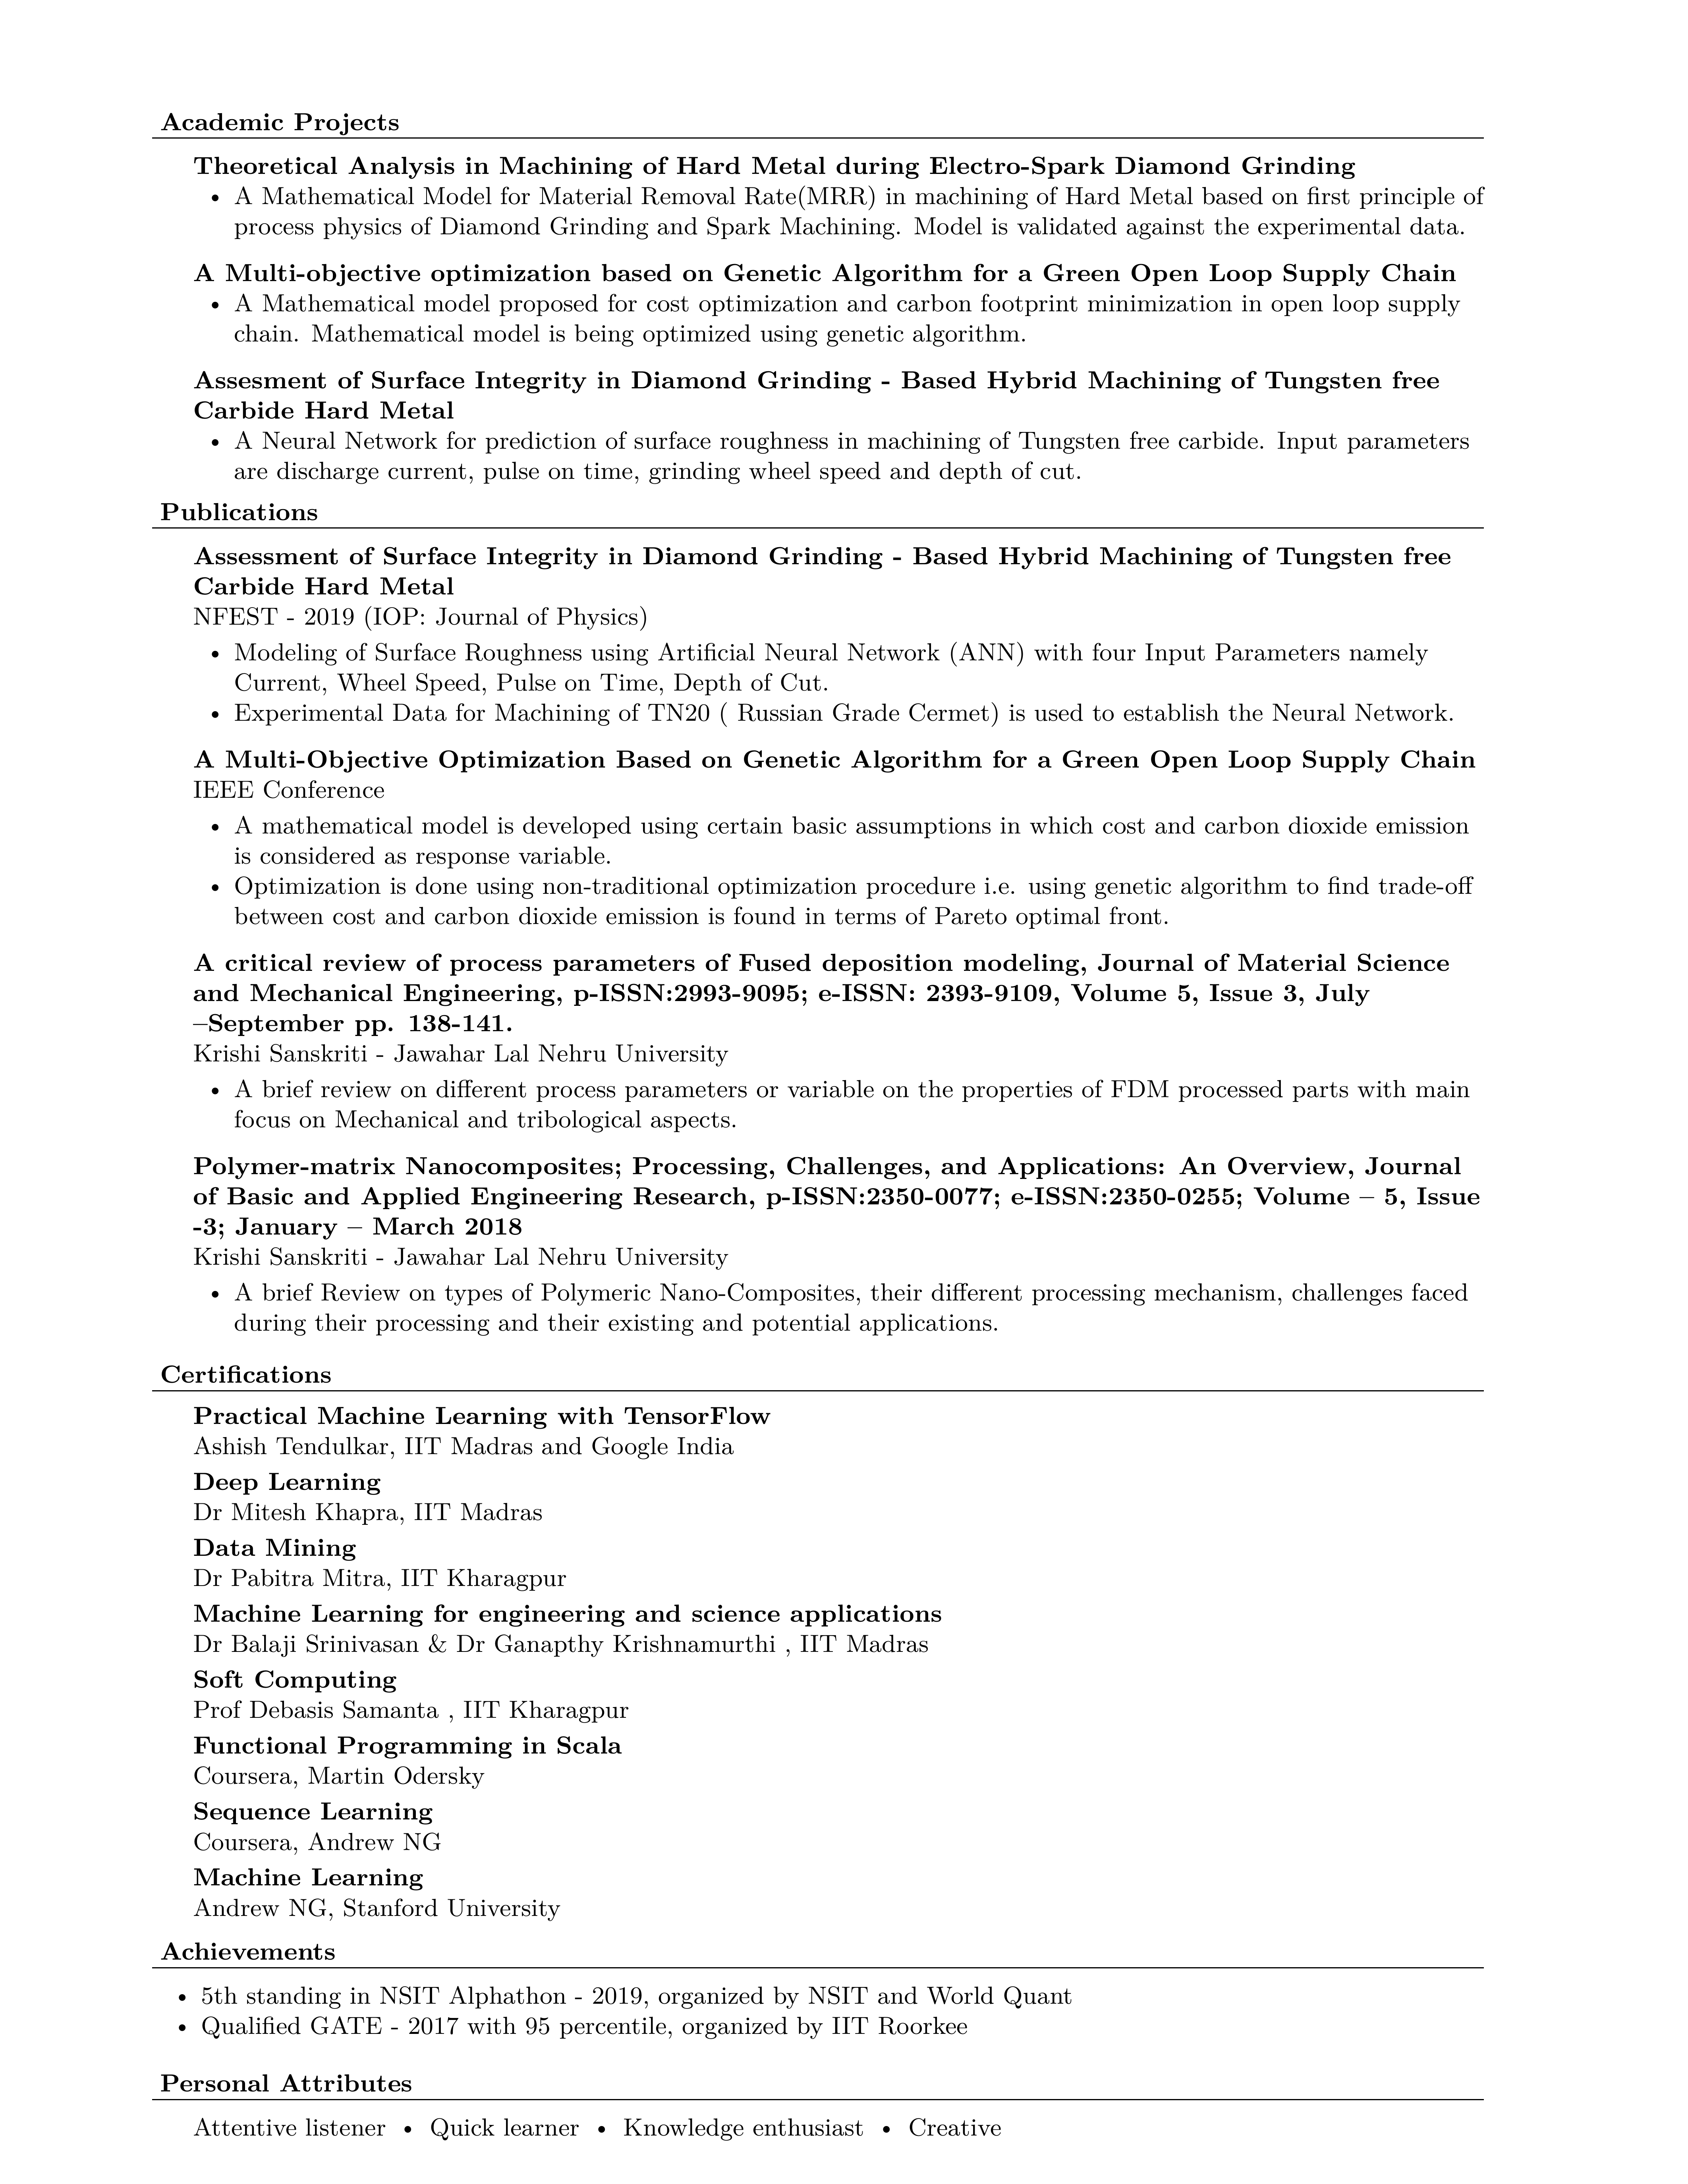 Academic Projects
Theoretical Analysis in Machining of Hard Metal during Electro-Spark Diamond Grinding
• A Mathematical Model for Material Removal Rate(MRR) in machining of Hard Metal based on first principle of
process physics of Diamond Grinding and Spark Machining. Model is validated against the experimental data.
A Multi-objective optimization based on Genetic Algorithm for a Green Open Loop Supply Chain
• A Mathematical model proposed for cost optimization and carbon footprint minimization in open loop supply
chain. Mathematical model is being optimized using genetic algorithm.
Assesment of Surface Integrity in Diamond Grinding - Based Hybrid Machining of Tungsten free
Carbide Hard Metal
• A Neural Network for prediction of surface roughness in machining of Tungsten free carbide. Input parameters
are discharge current, pulse on time, grinding wheel speed and depth of cut.
Publications
Assessment of Surface Integrity in Diamond Grinding - Based Hybrid Machining of Tungsten free
Carbide Hard Metal
NFEST - 2019 (IOP: Journal of Physics)
• Modeling of Surface Roughness using Artificial Neural Network (ANN) with four Input Parameters namely
Current, Wheel Speed, Pulse on Time, Depth of Cut.
• Experimental Data for Machining of TN20 ( Russian Grade Cermet) is used to establish the Neural Network.
A Multi-Objective Optimization Based on Genetic Algorithm for a Green Open Loop Supply Chain
IEEE Conference
• A mathematical model is developed using certain basic assumptions in which cost and carbon dioxide emission
is considered as response variable.
• Optimization is done using non-traditional optimization procedure i.e. using genetic algorithm to find trade-off
between cost and carbon dioxide emission is found in terms of Pareto optimal front.
A critical review of process parameters of Fused deposition modeling, Journal of Material Science
and Mechanical Engineering, p-ISSN:2993-9095; e-ISSN: 2393-9109, Volume 5, Issue 3, July
–September pp. 138-141.
Krishi Sanskriti - Jawahar Lal Nehru University
• A brief review on different process parameters or variable on the properties of FDM processed parts with main
focus on Mechanical and tribological aspects.
Polymer-matrix Nanocomposites; Processing, Challenges, and Applications: An Overview, Journal
of Basic and Applied Engineering Research, p-ISSN:2350-0077; e-ISSN:2350-0255; Volume – 5, Issue
-3; January – March 2018
Krishi Sanskriti - Jawahar Lal Nehru University
• A brief Review on types of Polymeric Nano-Composites, their different processing mechanism, challenges faced
during their processing and their existing and potential applications.
Certifications
Practical Machine Learning with TensorFlow
Ashish Tendulkar, IIT Madras and Google India
Deep Learning
Dr Mitesh Khapra, IIT Madras
Data Mining
Dr Pabitra Mitra, IIT Kharagpur
Machine Learning for engineering and science applications
Dr Balaji Srinivasan & Dr Ganapthy Krishnamurthi , IIT Madras
Soft Computing
Prof Debasis Samanta , IIT Kharagpur
Functional Programming in Scala
Coursera, Martin Odersky
Sequence Learning
Coursera, Andrew NG
Machine Learning
Andrew NG, Stanford University
Achievements
• 5th standing in NSIT Alphathon - 2019, organized by NSIT and World Quant
• Qualified GATE - 2017 with 95 percentile, organized by IIT Roorkee
Personal Attributes
Attentive listener • Quick learner • Knowledge enthusiast • Creative